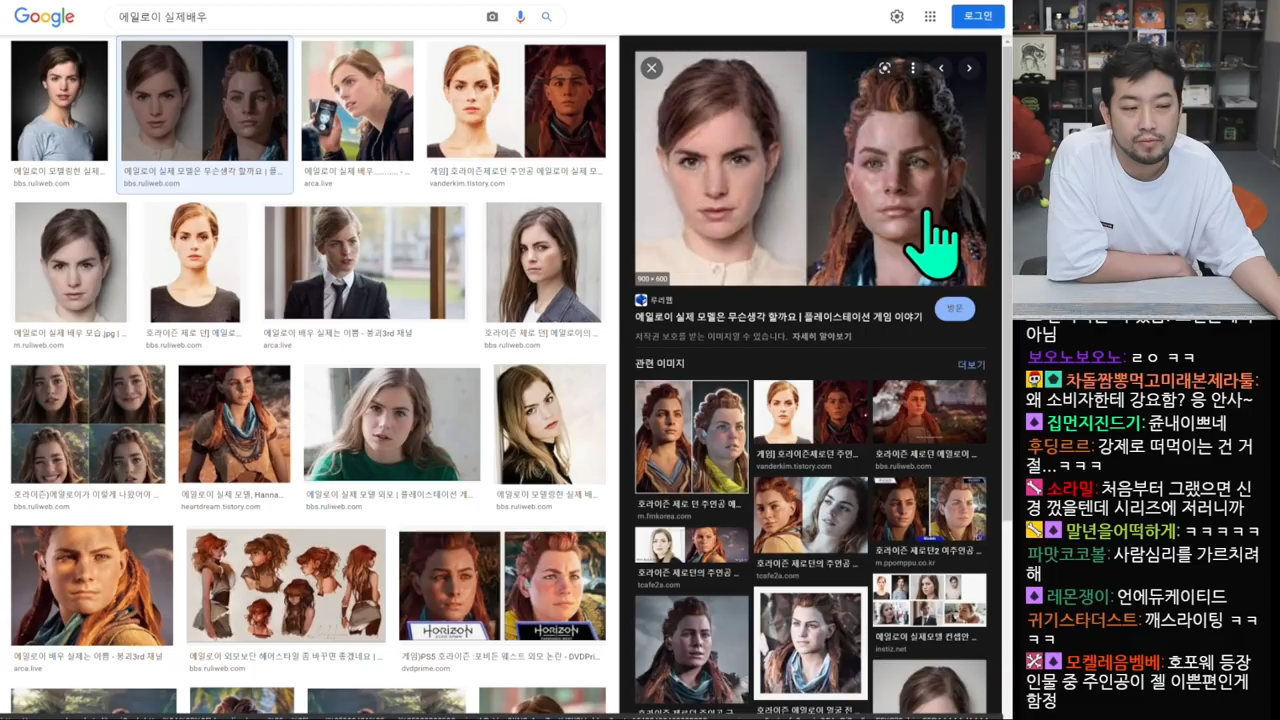 Google
에일로이 실제배우
로그인
에일로이 모델링한 실제...
bbs.ruliweb.com
에일로이 실제 모델은 무슨생각 할까요 | 플...
bbs.ruliweb.com
에일로이 실제 배우.......... - ...
arca.live
게임] 호라이즌제로던 주인공 에일로이 실제 모...
vanderkim.tistory.com
에일로이 실제 배우 모습.jpg | ...
m.ruliweb.com
호라이즌 제로 던] 에일로...
bbs.ruliweb.com
에일로이 배우 실제는 이쁨 - 붕괴3rd 채널
arca.live
호라이즌 제로 던] 에일로이의 ...
bbs.ruliweb.com
호라이즌)에일로이가 이렇게 나왔어야 ...
bbs.ruliweb.com
에일로이 실제 모델, Hanna...
heartdream.tistory.com
에일로이 실제 모델 외모 | 플레이스테이션 게...
bbs.ruliweb.com
에일로이 모델링한 실제 배...
bbs.ruliweb.com
HORIZON
HORIZON
에일로이 배우 실제는 이쁨 - 붕괴3rd 채널
arca.live
에일로이 외모보단 헤어스타일 좀 바꾸면 좋겠네요 | ...
bbs.ruliweb.com
게임)PS5 호라이즌 :포비든 웨스트 외모 논란 - DVDPri...
dvdprime.com
900 × 600
루리웹
에일로이 실제 모델은 무슨생각 할까요 | 플레이스테이션 게임 이야기
방문
저작권 보호를 받는 이미지일 수 있습니다. 자세히 알아보기
관련 이미지
더보기
호라이즌 제로 던 주인공 에...
m.fmkorea.com
게임] 호라이즌제로던 주인...
vanderkim.tistory.com
호라이즌 제로던 에일로이 ...
bbs.ruliweb.com
호라이즌 제로던의 주인공 ...
tcafe2a.com
호라이즌 제로던의 주인공 ...
tcafe2a.com
호라이즌 제로던2 여주인공 ...
m.ppomppu.co.kr
에일로이 실제모델 컨셉안 ...
instiz.net
아님
보오노보오노: ㄹㅇ ㅋㅋ
차돌짬뽕먹고미래본제라툴:
왜 소비자한테 강요함? 응 안사~
집먼지진드기: 쥰내이쁘네
후딩르르: 강제로 떠먹이는 건 거
절...ㅋㅋㅋ
소라밀: 처음부터 그랬으면 신
경 껐을텐데 시리즈에 저러니까
말년을어떡하게: ㅋㅋㅋㅋㅋ
파맛코코볼: 사람심리를 가르치려
해
레몬쟁이: 언에듀케이티드
귀기스타더스트: 깨스라이팅 ㅋㅋ
ㅋㅋ
모켈레음벰베: 호포웨 등장
인물 중 주인공이 젤 이쁜편인게
함정